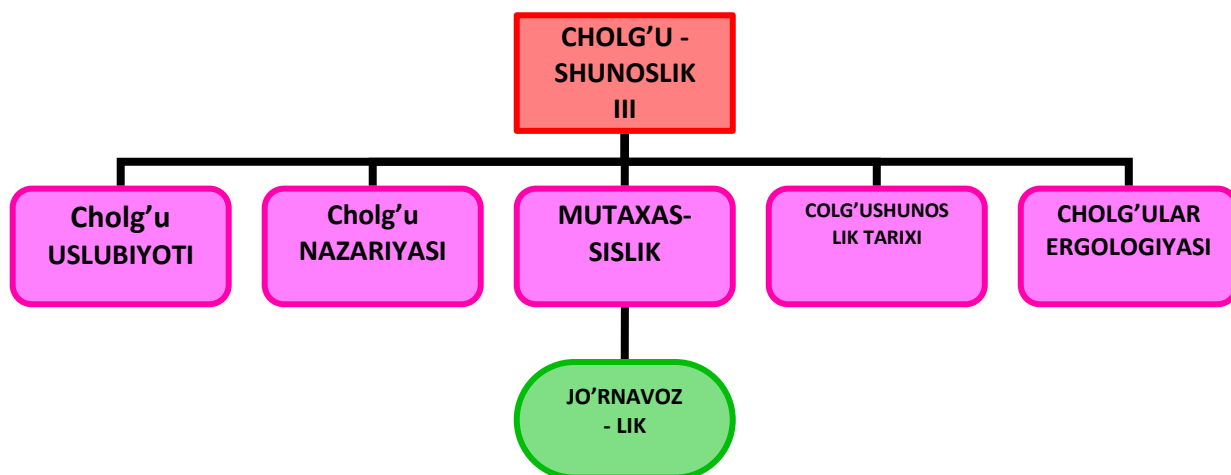 CHOLG’U -
SHUNOSLIK
III
Cholg’u
USLUBIYOTI
Cholg’u
NAZARIYASI
MUTAXAS-
SISLIK
COLG’USHUNOS
LIK TARIXI
CHOLG’ULAR
ERGOLOGIYASI
JO’RNAVOZ
- LIK